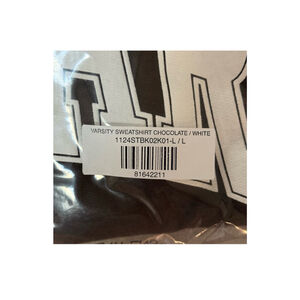 VARSITY SWEATSHIRT CHOCOLATE / WHITE
1124STBK02K01-L / L
81642211